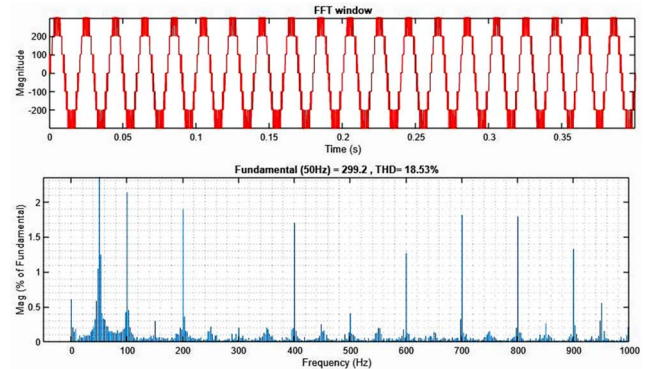 FFT window
Magnitude
200
100
0
-100
-200
0 0.05 0.1 0.15 0.2 0.25 0.3 0.35
Time (s)
Fundamental (50Hz) = 299.2 , THD= 18.53%
Mag (% of Fundamental)
2
1.5
1
0.5
0
0 100 200 300 400 500 600 700 800 900 1000
Frequency (Hz)